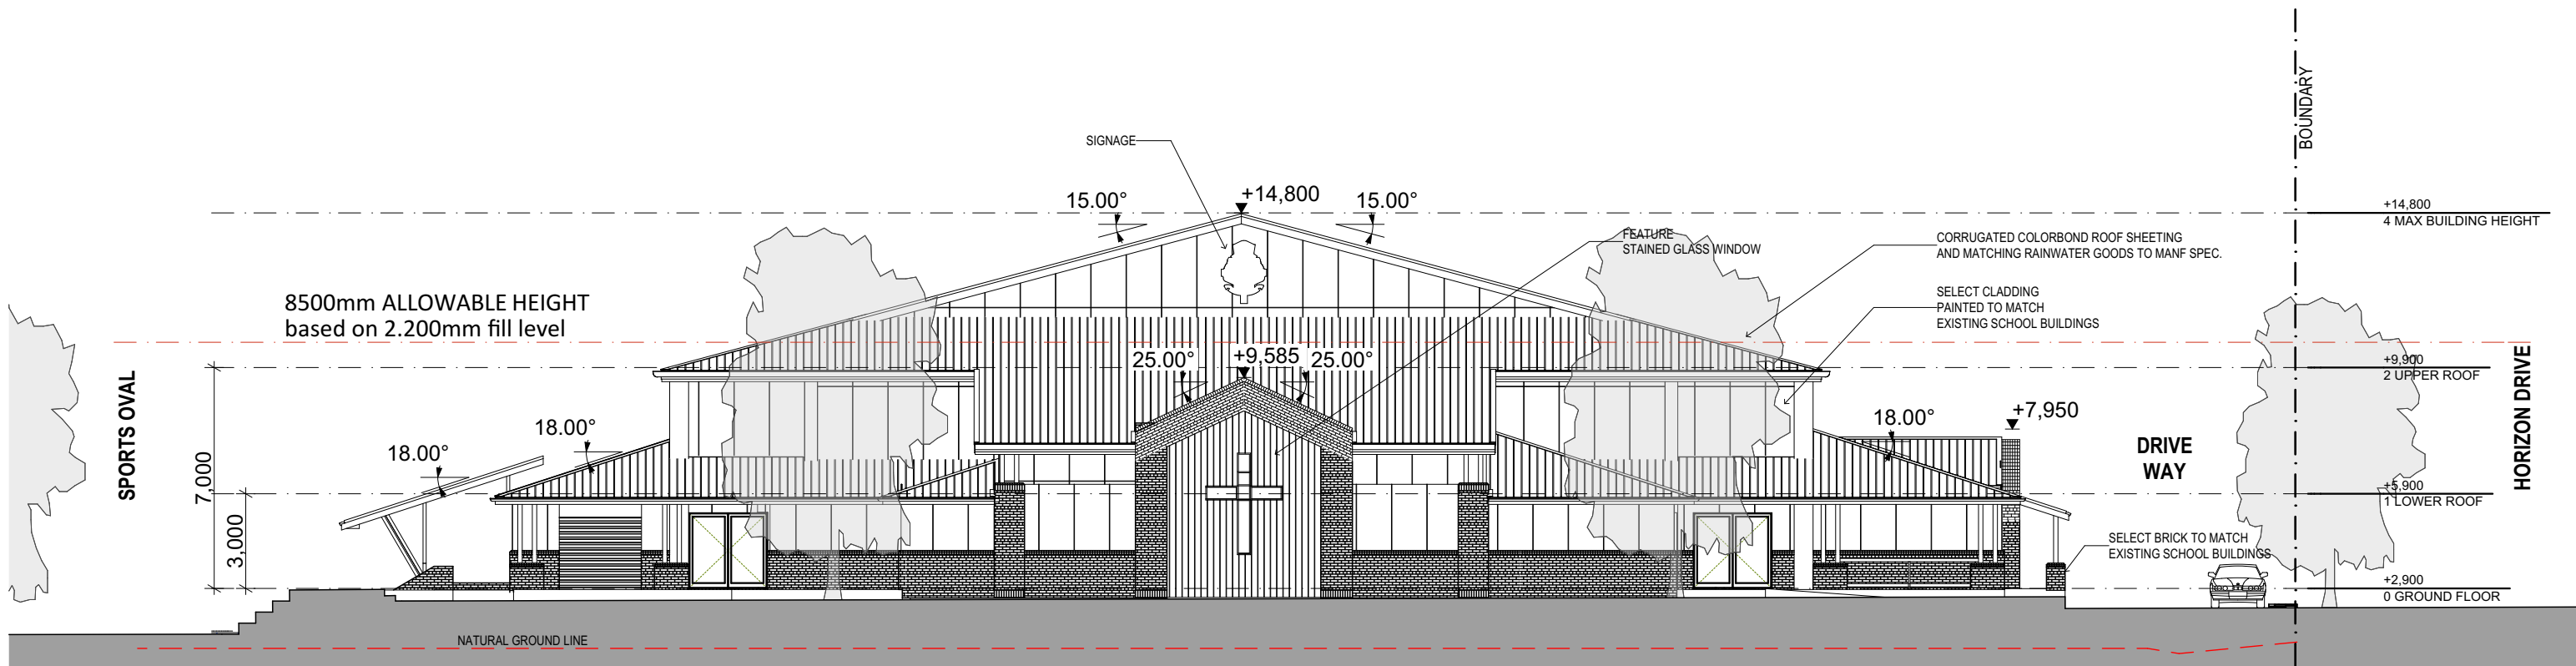 BOUNDARY
SIGNAGE
15.00°
+14,800
15.00°
+14,800
4 MAX BUILDING HEIGHT
FEATURE
STAINED GLASS WINDOW
CORRUGATED COLORBOND ROOF SHEETING
AND MATCHING RAINWATER GOODS TO MANF SPEC.
SELECT CLADDING
PAINTED TO MATCH
EXISTING SCHOOL BUILDINGS
8500mm ALLOWABLE HEIGHT
based on 2.200mm fill level
25.00°
+9,585
25.00°
+9,900
2 UPPER ROOF
SPORTS OVAL
HORIZON DRIVE
18.00°
18.00°
18.00°
+7,950
DRIVE
WAY
7,000
3,000
+5,900
1 LOWER ROOF
SELECT BRICK TO MATCH
EXISTING SCHOOL BUILDINGS
+2,900
0 GROUND FLOOR
NATURAL GROUND LINE